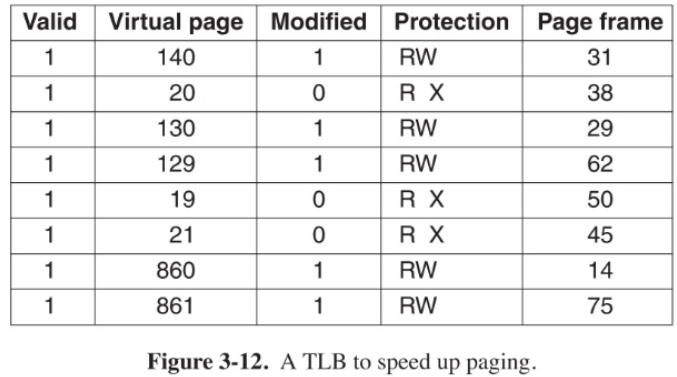 Valid Virtual page Modified Protection Page frame
1 140 1 RW 31
1 20 0 R X 38
1 130 1 RW 29
1 129 1 RW 62
1 19 0 R X 50
1 21 0 R X 45
1 860 1 RW 14
1 861 1 RW 75
Figure 3-12. A TLB to speed up paging.